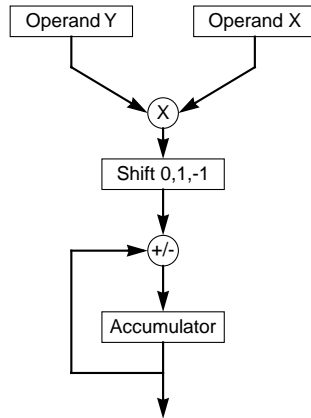 Operand Y
Operand X
X
Shift 0,1,-1
+/-
Accumulator